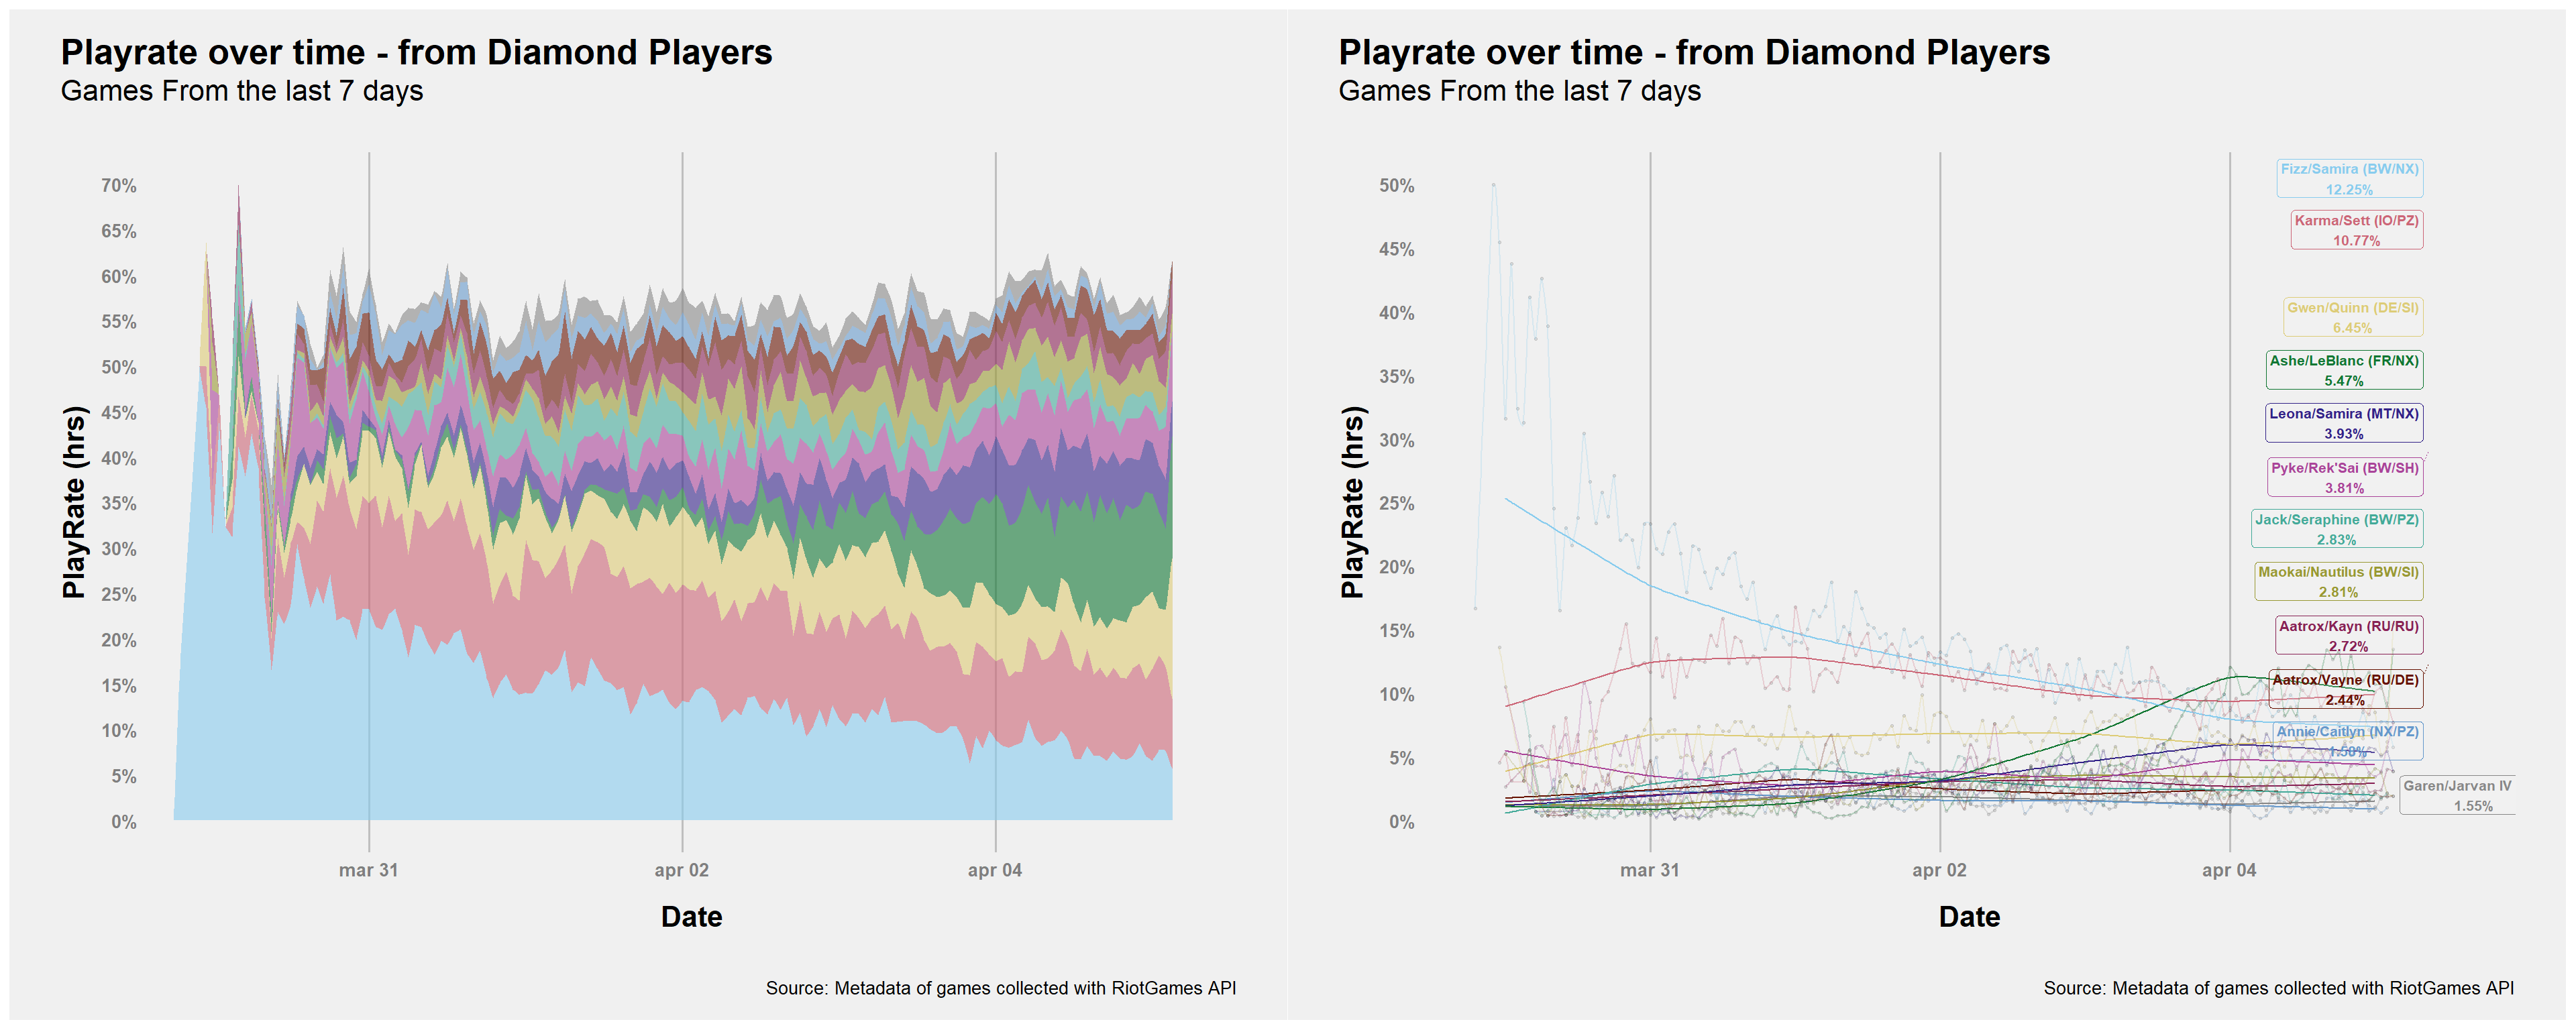 Playrate over time - from Diamond Players
Games From the last 7 days
PlayRate (hrs)
70%
65%
60%
55%
50%
45%
40%
35%
30%
25%
20%
15%
10%
5%
0%
mar 31
apr 02
apr 04
Date
Source: Metadata of games collected with RiotGames API
Playrate over time - from Diamond Players
Games From the last 7 days
PlayRate (hrs)
50%
45%
40%
35%
30%
25%
20%
15%
10%
5%
0%
mar 31
apr 02
apr 04
Fizz/Samira (BW/NX)
12.25%
Karma/Sett (IO/PZ)
10.77%
Gwen/Quinn (DE/SI)
6.45%
Ashe/LeBlanc (FR/NX)
5.47%
Leona/Samira (MT/NX)
3.93%
Pyke/Rek'Sai (BW/SH)
3.81%
Jack/Seraphine (BW/PZ)
2.83%
Maokai/Nautilus (BW/SI)
2.81%
Aatrox/Kayn (RU/RU)
2.72%
Aatrox/Vayne (RU/DE)
2.44%
Annie/Caitlyn (NX/PZ)
Garen/Jarvan IV
1.55%
Date
Source: Metadata of games collected with RiotGames API